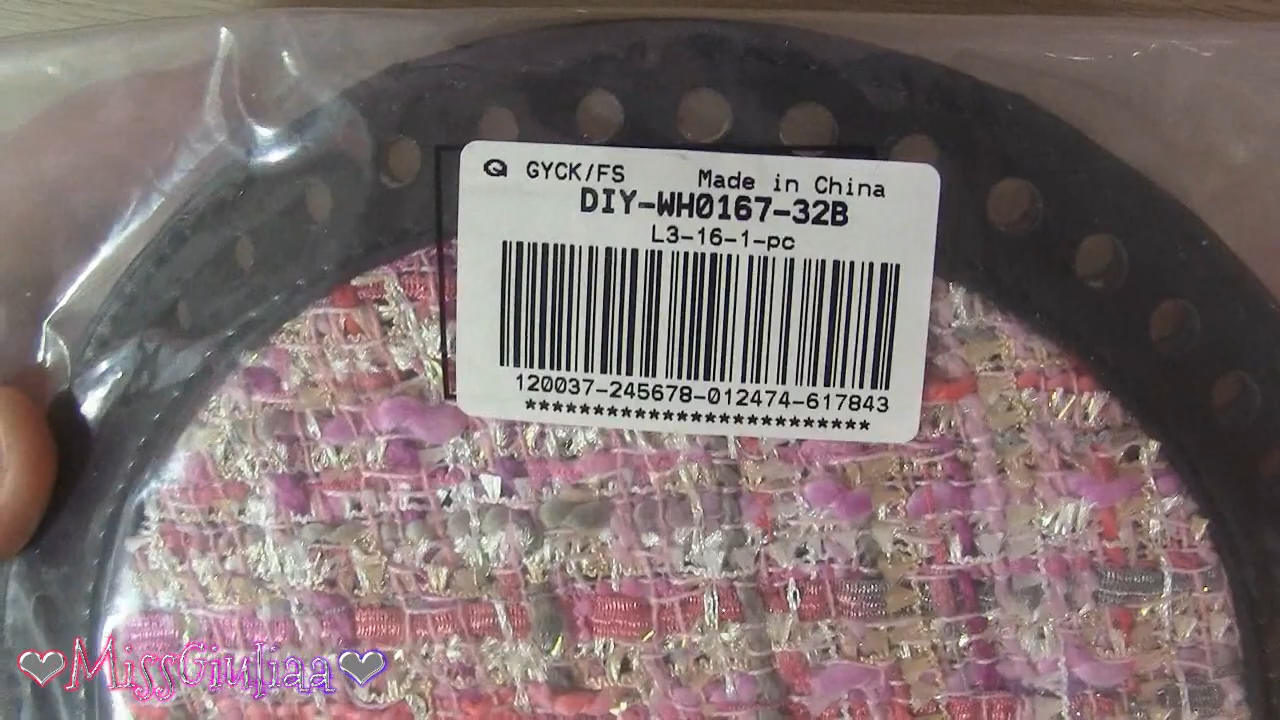 Q GYCK/FS Made in China
DIY-WH0167-32B
L3-16-1-pc
120037-245678-012474-617843
***********************
MissGiuliaa